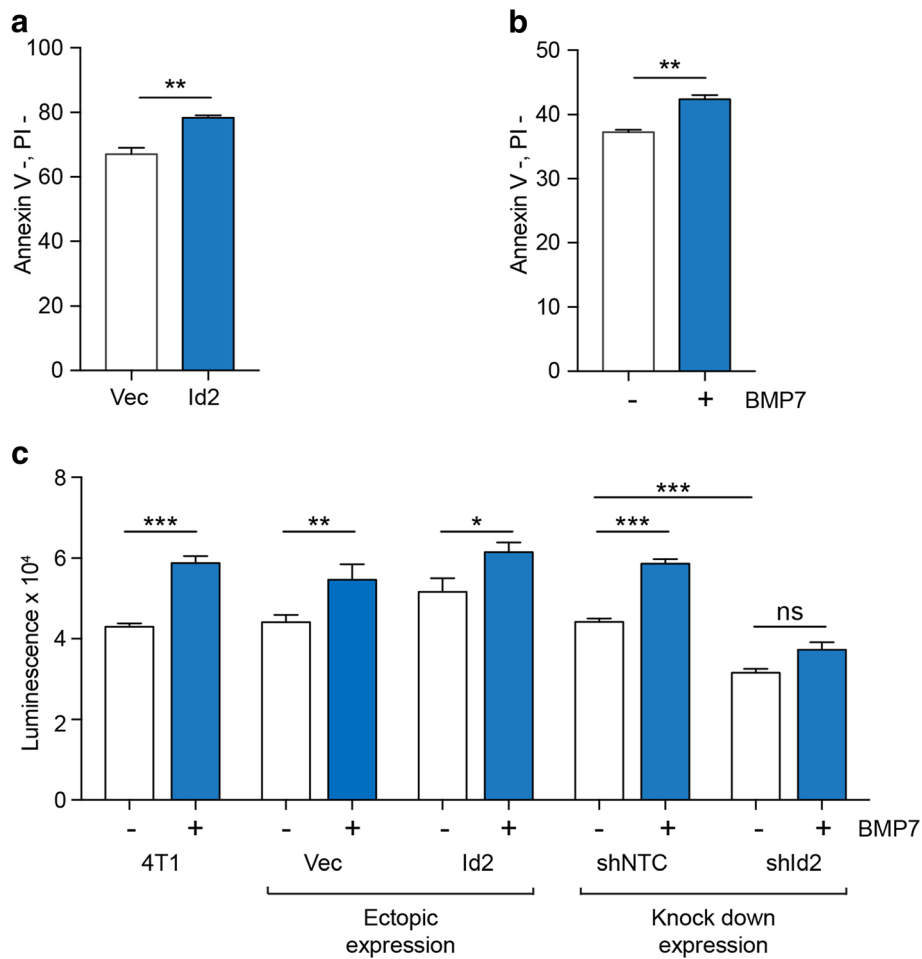 a
100
80
60
40
20
0
Annexin V -, PI -
**
Vec Id2
b
50
40
30
20
10
0
Annexin V -, PI -
**
- + BMP7
c
8
6
4
2
0
Luminescence x 10⁴
*** ** * *** *** ns
- + - + - + - + - + BMP7
4T1 Vec Id2 shNTC shId2
Ectopic expression
Knock down expression